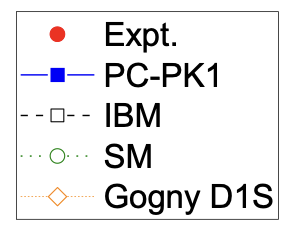 Expt.
PC-PK1
IBM
SM
Gogny D1S